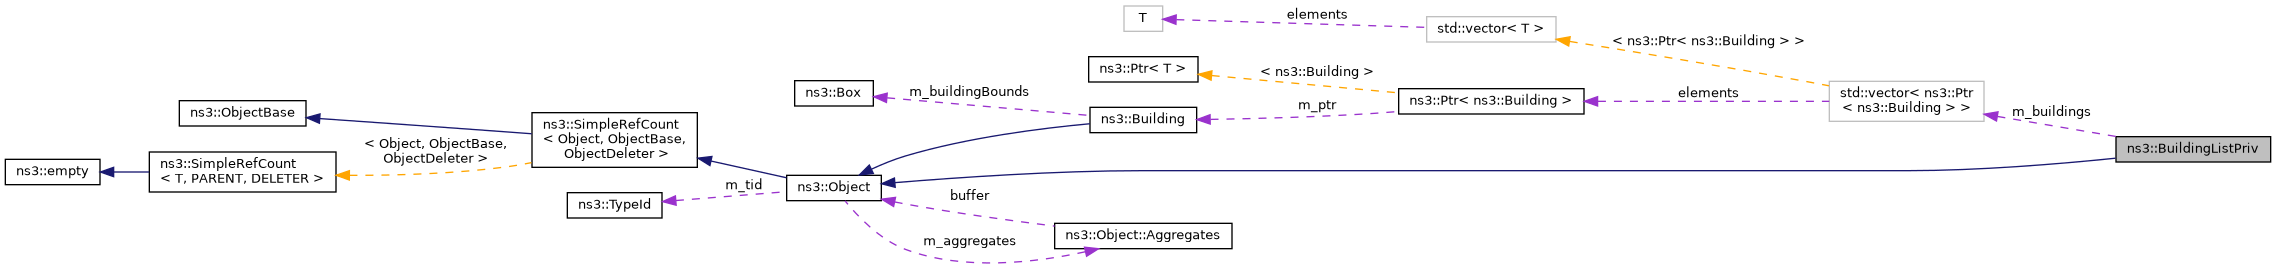 T
elements
std::vector< T >
< ns3::Ptr< ns3::Building > >
ns3::Ptr< T >
< ns3::Building >
ns3::Box
m_buildingBounds
ns3::Ptr< ns3::Building >
elements
std::vector< ns3::Ptr
< ns3::Building > >
m_buildings
m_ptr
ns3::Building
ns3::BuildingListPriv
ns3::ObjectBase
ns3::SimpleRefCount
< Object, ObjectBase,
ObjectDeleter >
< Object, ObjectBase,
ObjectDeleter >
ns3::empty
ns3::SimpleRefCount
< T, PARENT, DELETER >
m_tid
ns3::Object
ns3::TypeId
buffer
m_aggregates
ns3::Object::Aggregates